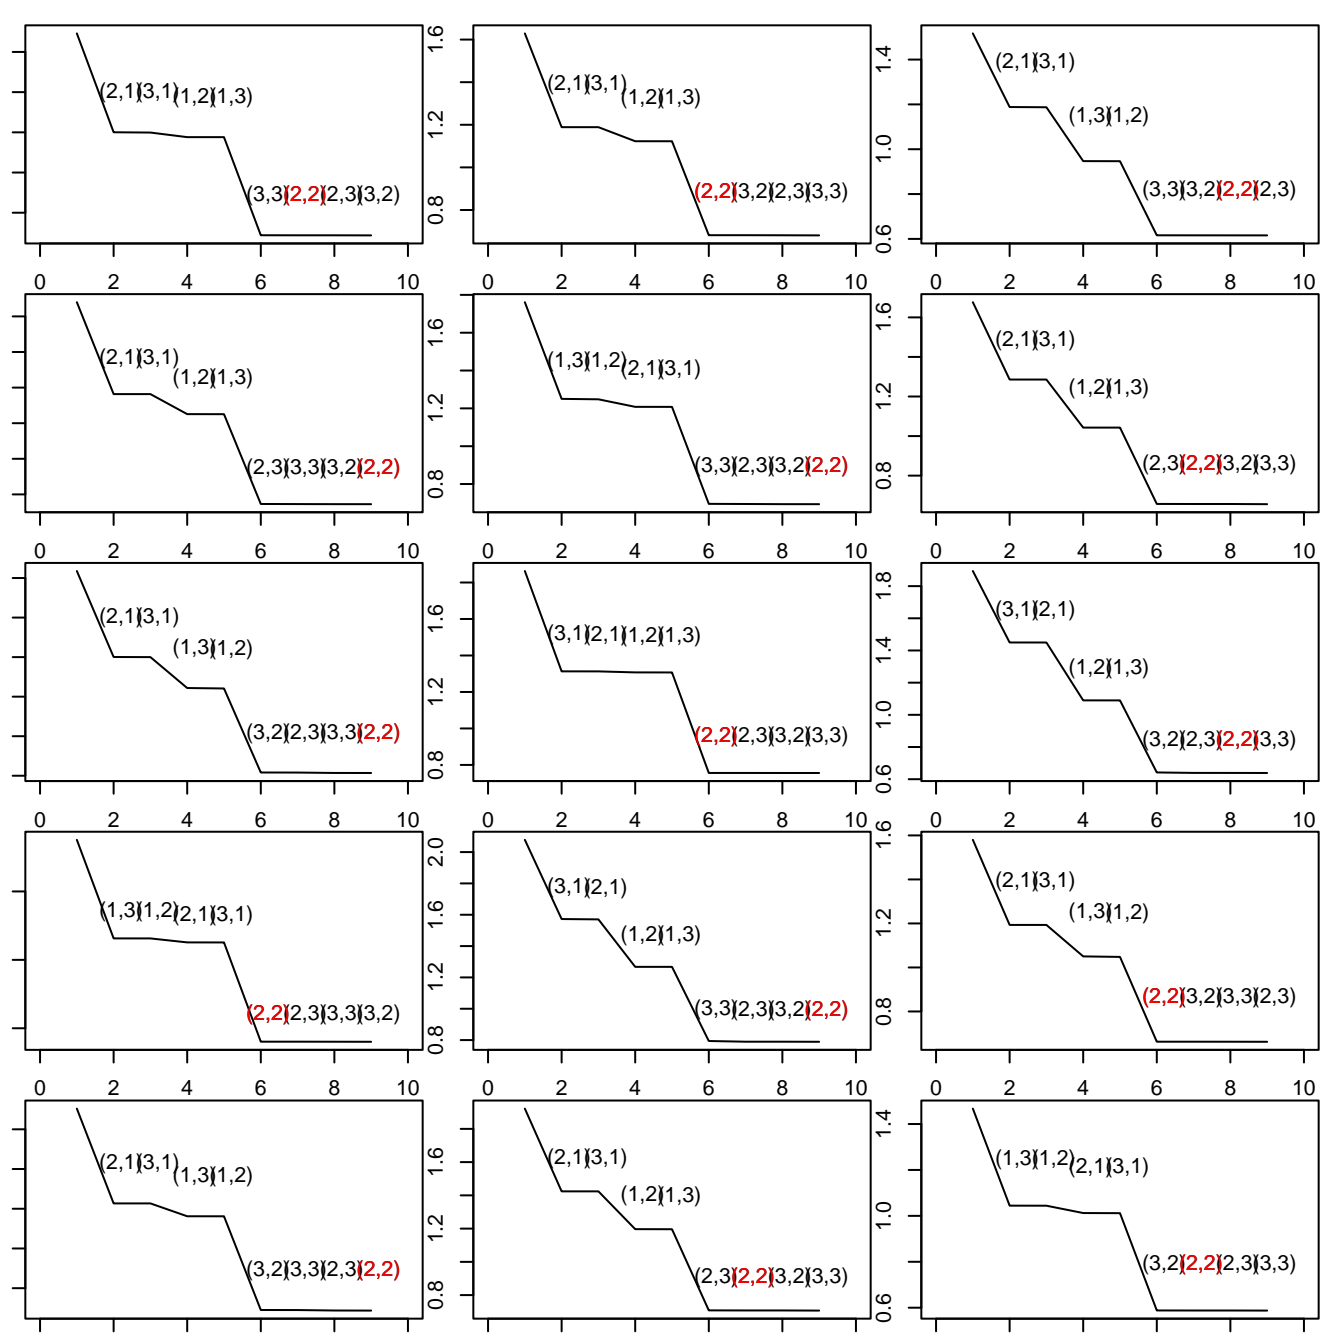 1.6 1.2 0.8
1.4 1.0 0.6
(2,1)(3,1)(1,2)(1,3)
(3,3)(2,2)(2,3)(3,2)
(2,1)(3,1)(1,2)(1,3)
(2,2)(3,2)(2,3)(3,3)
(2,1)(3,1)
(1,3)(1,2)
(3,3)(3,2)(2,2)(2,3)
0 2 4 6 8 10
0 2 4 6 8 10
0 2 4 6 8 10
1.6 1.2 0.8
1.6 1.2 0.8
(2,1)(3,1)
(1,2)(1,3)
(2,3)(3,3)(3,2)(2,2)
(1,3)(1,2)(2,1)(3,1)
(3,3)(2,3)(3,2)(2,2)
(2,1)(3,1)
(1,2)(1,3)
(2,3)(2,2)(3,2)(3,3)
0 2 4 6 8 10
0 2 4 6 8 10
0 2 4 6 8 10
1.6 1.2 0.8
1.8 1.4 1.0 0.6
(2,1)(3,1)
(1,3)(1,2)
(3,2)(2,3)(3,3)(2,2)
(3,1)(2,1)(1,2)(1,3)
(2,2)(2,3)(3,2)(3,3)
(3,1)(2,1)
(1,2)(1,3)
(3,2)(2,3)(2,2)(3,3)
0 2 4 6 8 10
0 2 4 6 8 10
0 2 4 6 8 10
2.0 1.6 1.2 0.8
1.6 1.2 0.8
(1,3)(1,2)(2,1)(3,1)
(2,2)(2,3)(3,3)(3,2)
(3,1)(2,1)
(1,2)(1,3)
(3,3)(2,3)(3,2)(2,2)
(2,1)(3,1)
(1,3)(1,2)
(2,2)(3,2)(3,3)(2,3)
0 2 4 6 8 10
0 2 4 6 8 10
0 2 4 6 8 10
1.6 1.2 0.8
1.4 1.0 0.6
(2,1)(3,1)(1,3)(1,2)
(3,2)(3,3)(2,3)(2,2)
(2,1)(3,1)
(1,2)(1,3)
(2,3)(2,2)(3,2)(3,3)
(1,3)(1,2)(2,1)(3,1)
(3,2)(2,2)(2,3)(3,3)